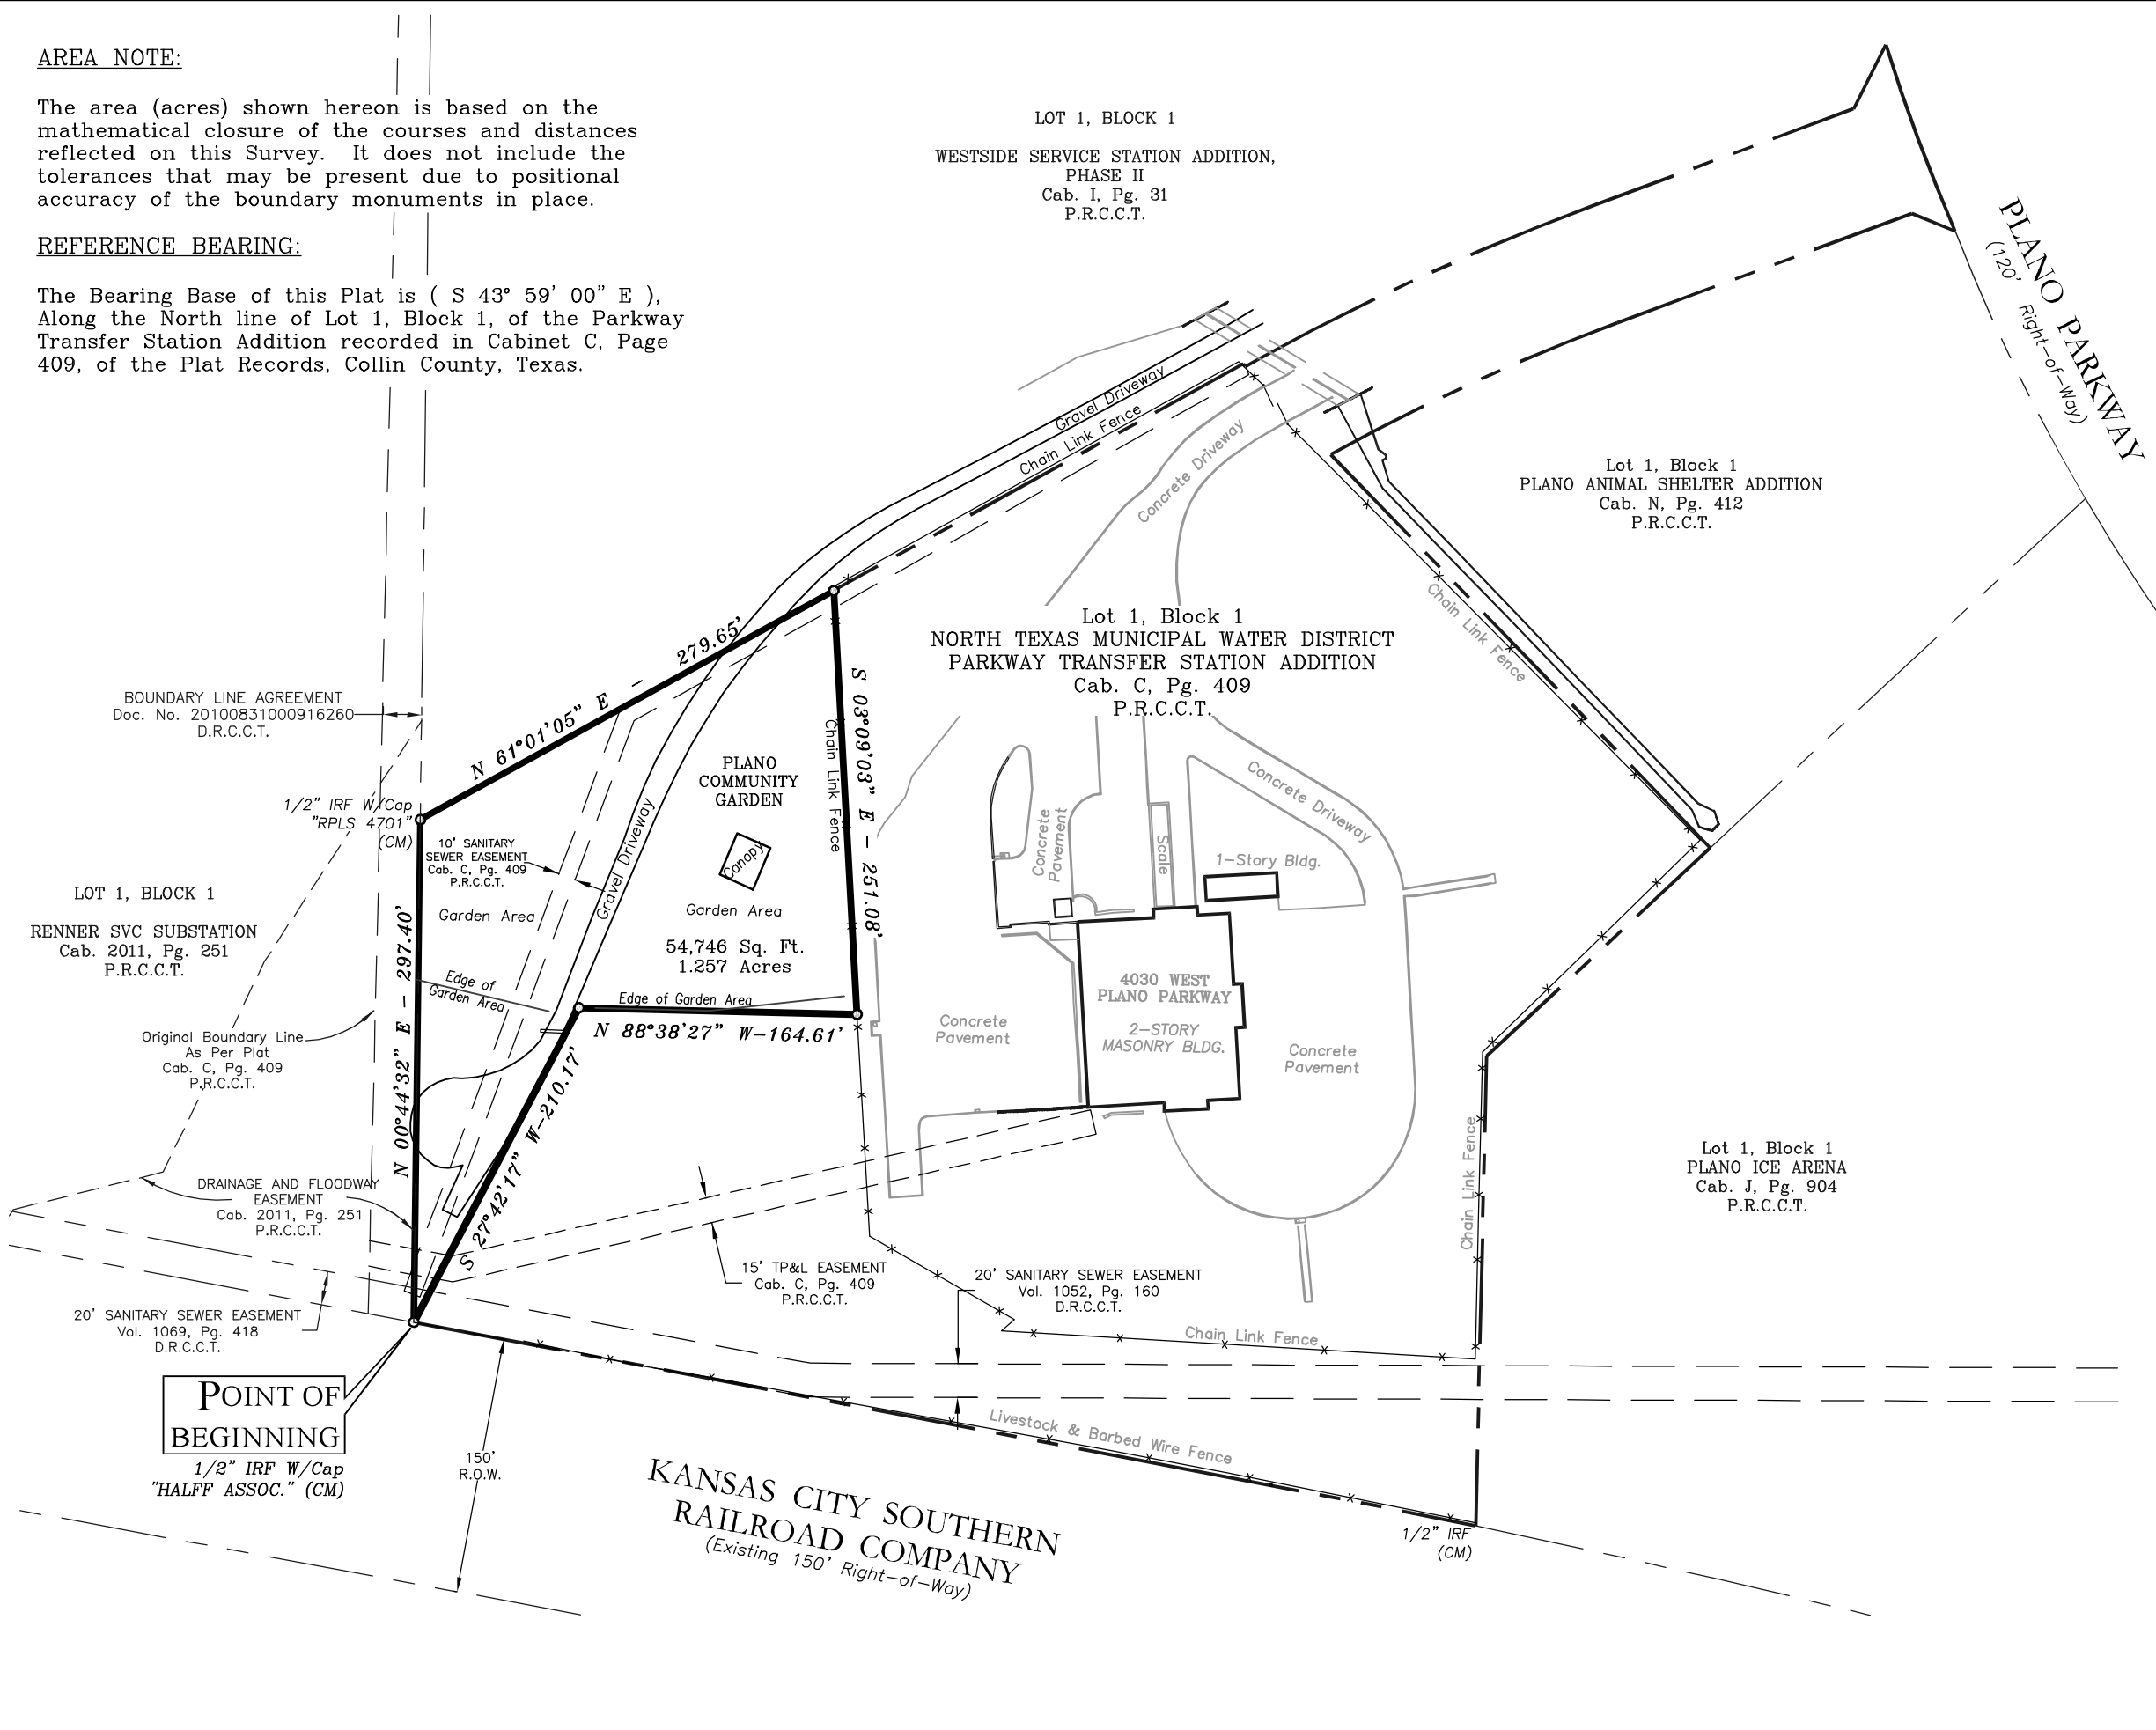 AREA NOTE:
The area (acres) shown hereon is based on the
mathematical closure of the courses and distances
reflected on this Survey. It does not include the
tolerances that may be present due to positional
accuracy of the boundary monuments in place.
REFERENCE BEARING:
The Bearing Base of this Plat is ( S 43° 59' 00" E ),
Along the North line of Lot 1, Block 1, of the Parkway
Transfer Station Addition recorded in Cabinet C, Page
409, of the Plat Records, Collin County, Texas.
LOT 1, BLOCK 1
WESTSIDE SERVICE STATION ADDITION,
PHASE II
Cab. I, Pg. 31
P.R.C.C.T.
PLANO PARKWAY
(120' Right-of-Way)
Gravel Driveway
Chain Link Fence
Concrete Driveway
Lot 1, Block 1
PLANO ANIMAL SHELTER ADDITION
Cab. N, Pg. 412
P.R.C.C.T.
Chain Link Fence
Lot 1, Block 1
NORTH TEXAS MUNICIPAL WATER DISTRICT
PARKWAY TRANSFER STATION ADDITION
Cab. C, Pg. 409
P.R.C.C.T.
N 61°01'05" E - 279.65'
S 03°09'03" E - 251.08'
Chain Link Fence
BOUNDARY LINE AGREEMENT
Doc. No. 20100831000916260
D.R.C.C.T.
1/2" IRF W/Cap
"RPLS 4701"
(CM)
PLANO
COMMUNITY
GARDEN
Canopy
10' SANITARY
SEWER EASEMENT
Cab. C, Pg. 409
P.R.C.C.T.
Gravel Driveway
Garden Area
Garden Area
54,746 Sq. Ft.
1.257 Acres
Concrete
Pavement
Scale
Concrete Driveway
1-Story Bldg.
LOT 1, BLOCK 1
RENNER SVC SUBSTATION
Cab. 2011, Pg. 251
P.R.C.C.T.
N 00°44'32" E - 297.40'
Edge of
Garden Area
Edge of Garden Area
N 88°38'27" W-164.61'
S 27°42'17" W-210.17'
4030 WEST
PLANO PARKWAY
2-STORY
MASONRY BLDG.
Concrete
Pavement
Concrete
Pavement
Original Boundary Line
As Per Plat
Cab. C, Pg. 409
P.R.C.C.T.
Chain Link Fence
Lot 1, Block 1
PLANO ICE ARENA
Cab. J, Pg. 904
P.R.C.C.T.
DRAINAGE AND FLOODWAY
EASEMENT
Cab. 2011, Pg. 251
P.R.C.C.T.
15' TP&L EASEMENT
Cab. C, Pg. 409
P.R.C.C.T.
20' SANITARY SEWER EASEMENT
Vol. 1052, Pg. 160
D.R.C.C.T.
20' SANITARY SEWER EASEMENT
Vol. 1069, Pg. 418
D.R.C.C.T.
Chain Link Fence
POINT OF
BEGINNING
1/2" IRF W/Cap
"HALFF ASSOC." (CM)
150'
R.O.W.
Livestock & Barbed Wire Fence
KANSAS CITY SOUTHERN
RAILROAD COMPANY
(Existing 150' Right-of-Way)
1/2" IRF
(CM)